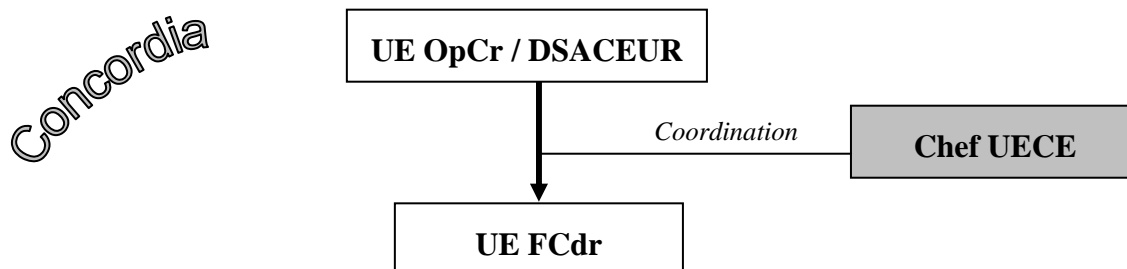 Concordia
UE OpCr / DSACEUR
Coordination
Chef UECE
UE FCdr